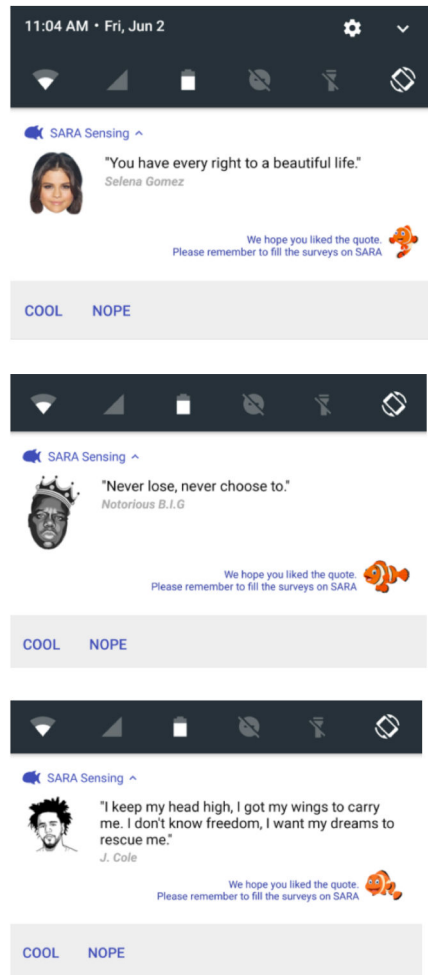 11:04 AM • Fri, Jun 2
SARA Sensing
"You have every right to a beautiful life."
Selena Gomez
We hope you liked the quote.
Please remember to fill the surveys on SARA
COOL NOPE
SARA Sensing
"Never lose, never choose to."
Notorious B.I.G
We hope you liked the quote.
Please remember to fill the surveys on SARA
COOL NOPE
SARA Sensing
"I keep my head high, I got my wings to carry
me. I don't know freedom, I want my dreams to
rescue me."
J. Cole
We hope you liked the quote.
Please remember to fill the surveys on SARA
COOL NOPE